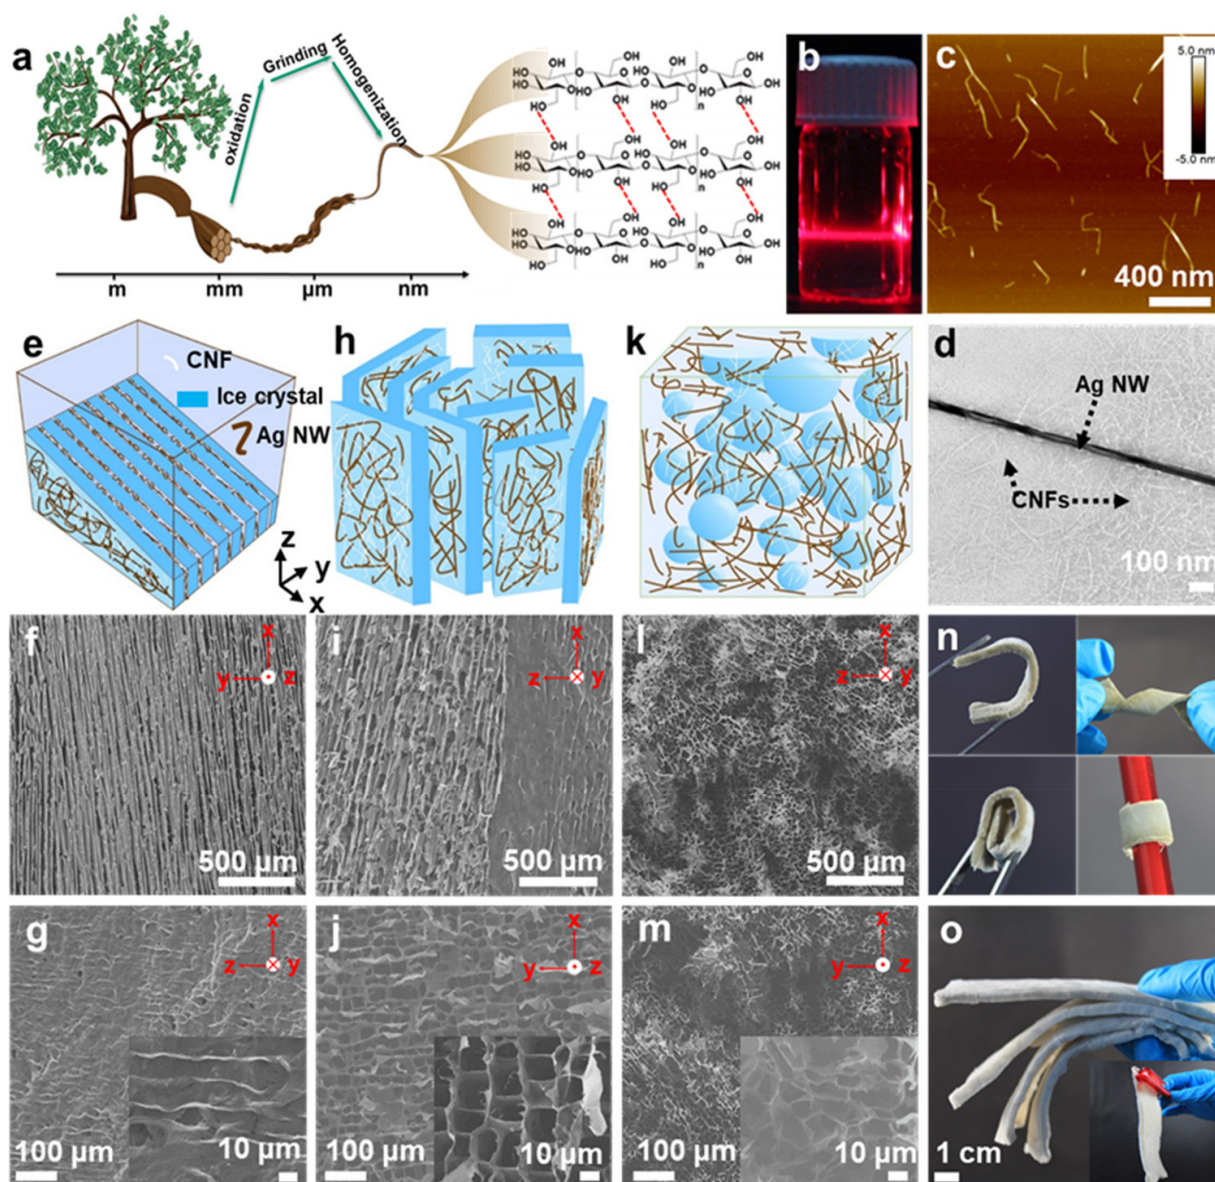 a
oxidation
Grinding
Homogenization
m
mm
μm
nm
OH
HO
O
n
b
c
5.0 nm
-5.0 nm
400 nm
e
CNF
Ice crystal
Ag NW
z
y
x
h
k
d
Ag NW
CNFs
100 nm
f
x
y
z
500 μm
i
x
z
y
500 μm
l
x
z
y
500 μm
n
g
x
z
y
100 μm
10 μm
j
x
y
z
100 μm
10 μm
m
x
y
z
100 μm
10 μm
o
1 cm